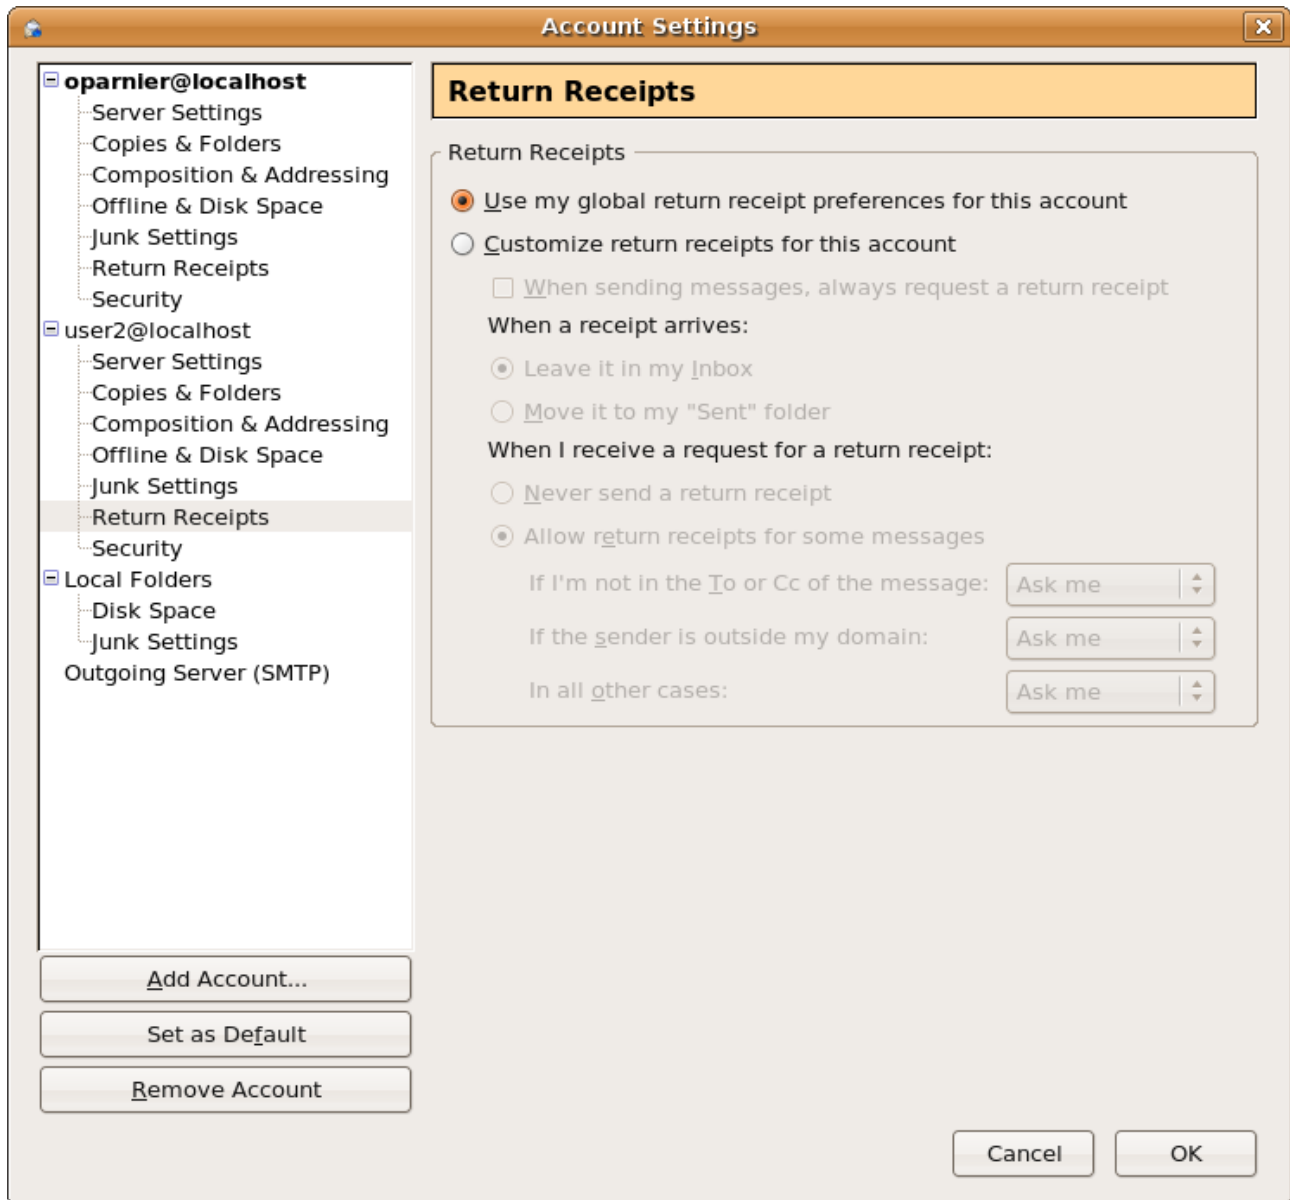 Account Settings
oparnier@localhost
Server Settings
Copies & Folders
Composition & Addressing
Offline & Disk Space
Junk Settings
Return Receipts
Security
user2@localhost
Server Settings
Copies & Folders
Composition & Addressing
Offline & Disk Space
Junk Settings
Return Receipts
Security
Local Folders
Disk Space
Junk Settings
Outgoing Server (SMTP)
Add Account...
Set as Default
Remove Account
Return Receipts
Return Receipts
Use my global return receipt preferences for this account
Customize return receipts for this account
When sending messages, always request a return receipt
When a receipt arrives:
Leave it in my Inbox
Move it to my "Sent" folder
When I receive a request for a return receipt:
Never send a return receipt
Allow return receipts for some messages
If I'm not in the To or Cc of the message: Ask me
If the sender is outside my domain: Ask me
In all other cases: Ask me
Cancel OK